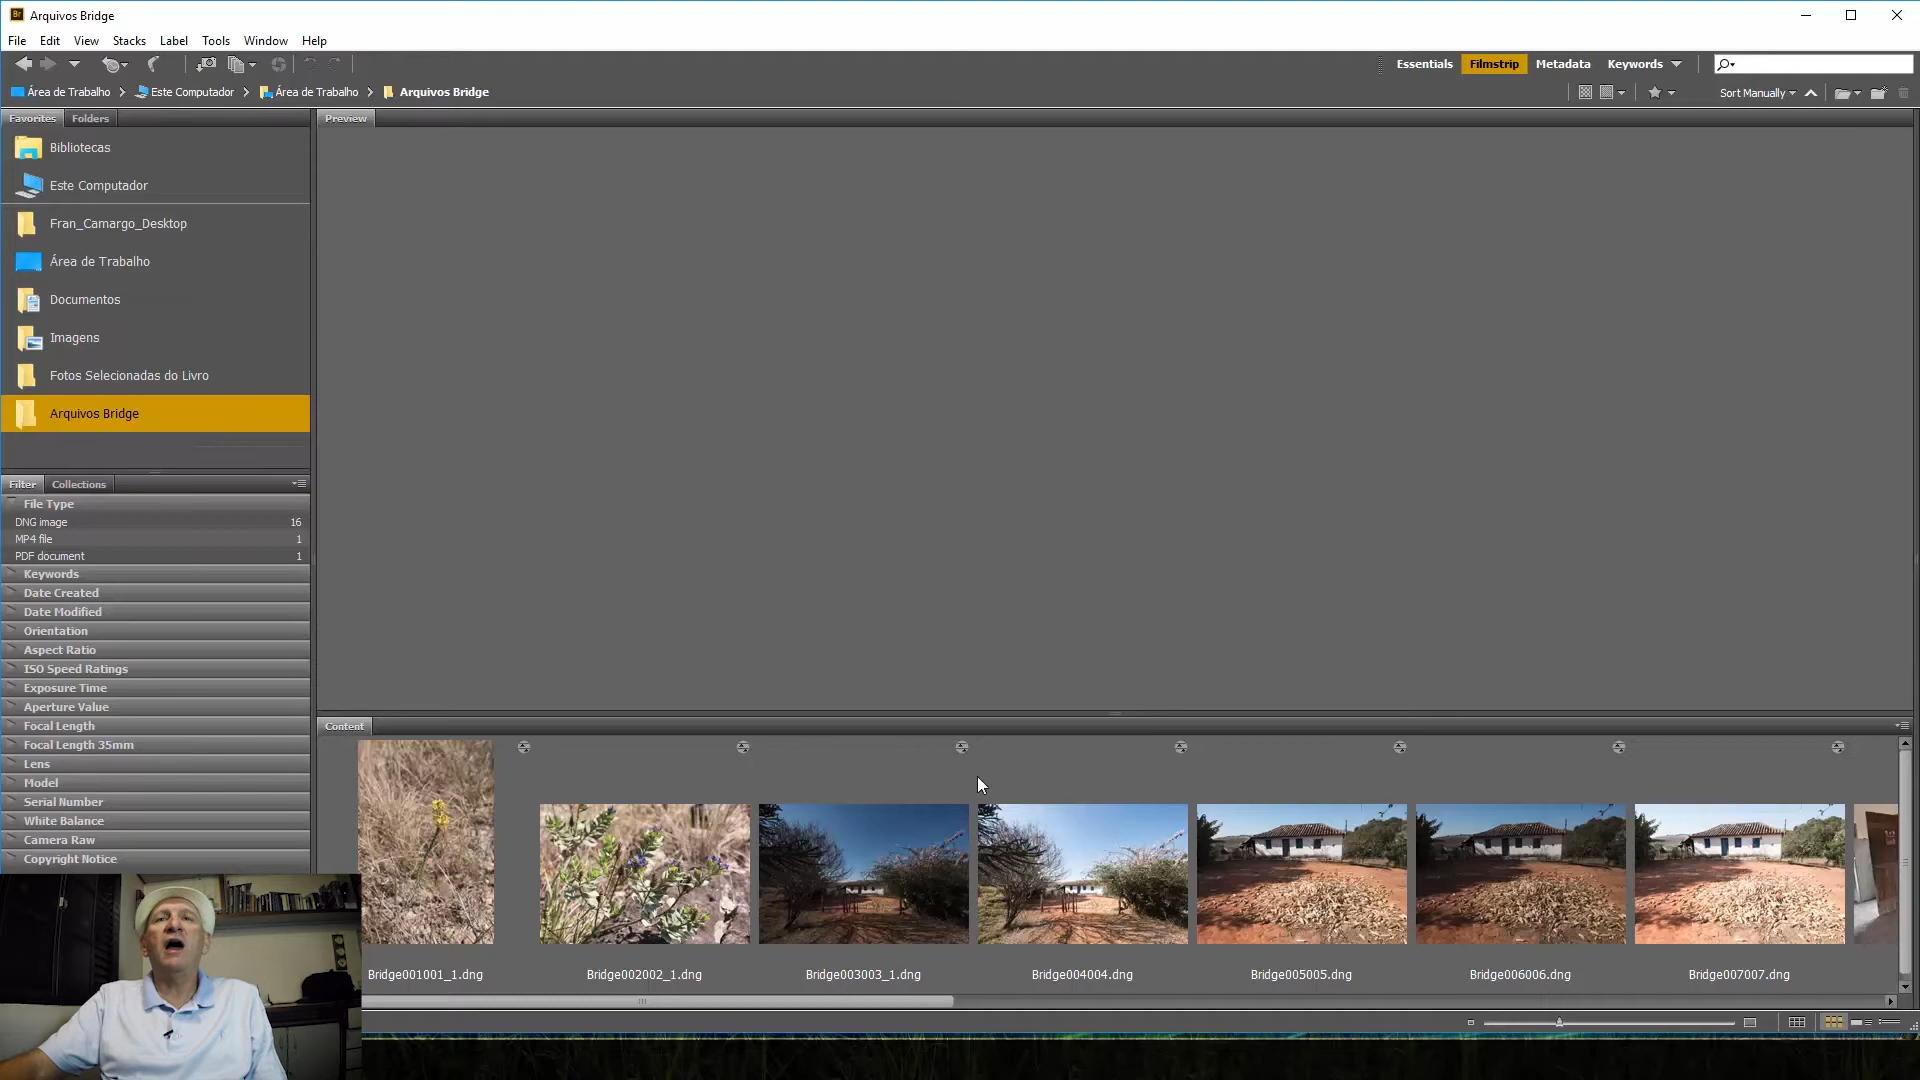 Br Arquivos Bridge
File Edit View Stacks Label Tools Window Help
Essentials Filmstrip Metadata Keywords
Área de Trabalho Este Computador Área de Trabalho Arquivos Bridge
Sort Manually
Favorites Folders
Bibliotecas
Este Computador
Fran_Camargo_Desktop
Área de Trabalho
Documentos
Imagens
Fotos Selecionadas do Livro
Arquivos Bridge
Filter Collections
File Type
DNG image 16
MP4 file 1
PDF document 1
Keywords
Date Created
Date Modified
Orientation
Aspect Ratio
ISO Speed Ratings
Exposure Time
Aperture Value
Focal Length
Focal Length 35mm
Lens
Model
Serial Number
White Balance
Camera Raw
Copyright Notice
Preview
Content
Bridge001001_1.dng
Bridge002002_1.dng
Bridge003003_1.dng
Bridge004004.dng
Bridge005005.dng
Bridge006006.dng
Bridge007007.dng